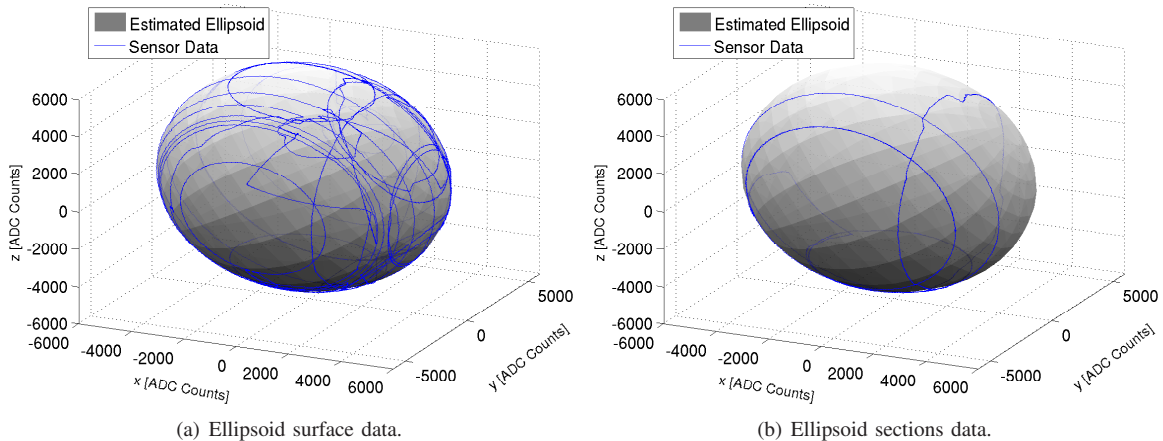 Estimated Ellipsoid
Sensor Data
6000
4000
2000
0
-2000
-4000
-6000
z [ADC Counts]
-6000
-4000
-2000
0
2000
4000
6000
x [ADC Counts]
-5000
0
5000
y [ADC Counts]
(a) Ellipsoid surface data.
Estimated Ellipsoid
Sensor Data
6000
4000
2000
0
-2000
-4000
-6000
z [ADC Counts]
-6000
-4000
-2000
0
2000
4000
6000
x [ADC Counts]
-5000
0
5000
y [ADC Counts]
(b) Ellipsoid sections data.